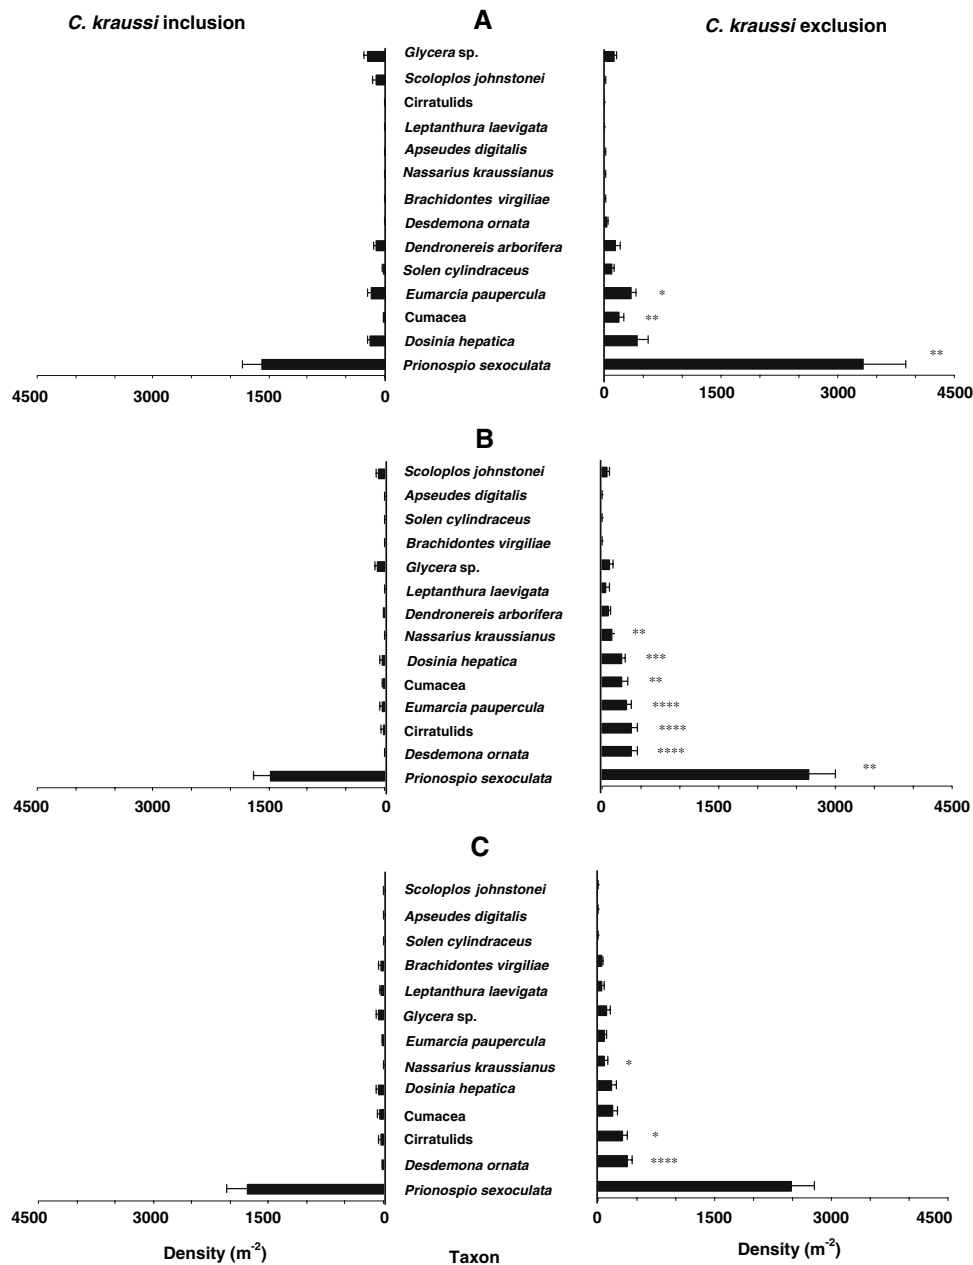 C. kraussi inclusion
A
C. kraussi exclusion
Glycera sp.
Scoloplos johnstonei
Cirratulids
Leptanthura laevigata
Apseudes digitalis
Nassarius kraussianus
Brachidontes virgiliae
Desdemona ornata
Dendronereis arborifera
Solen cylindraceus
Eumarcia paupercula *
Cumacea **
Dosinia hepatica
Prionospio sexoculata **
4500 3000 1500 0 0 1500 3000 4500
B
Scoloplos johnstonei
Apseudes digitalis
Solen cylindraceus
Brachidontes virgiliae
Glycera sp.
Leptanthura laevigata
Dendronereis arborifera
Nassarius kraussianus **
Dosinia hepatica ***
Cumacea **
Eumarcia paupercula ****
Cirratulids ****
Desdemona ornata ****
Prionospio sexoculata **
4500 3000 1500 0 0 1500 3000 4500
C
Scoloplos johnstonei
Apseudes digitalis
Solen cylindraceus
Brachidontes virgiliae
Leptanthura laevigata
Glycera sp.
Eumarcia paupercula
Nassarius kraussianus *
Dosinia hepatica
Cumacea
Cirratulids *
Desdemona ornata ****
Prionospio sexoculata
4500 3000 1500 0 0 1500 3000 4500
Density (m⁻²) Taxon Density (m⁻²)